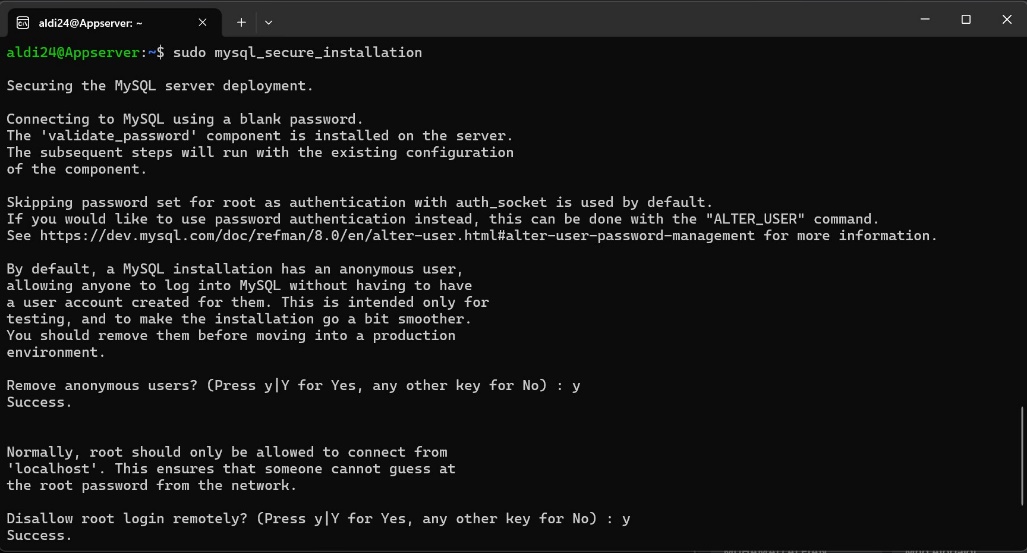 aldi24@Appserver: ~
aldi24@Appserver:~$ sudo mysql_secure_installation
Securing the MySQL server deployment.
Connecting to MySQL using a blank password.
The 'validate_password' component is installed on the server.
The subsequent steps will run with the existing configuration
of the component.
Skipping password set for root as authentication with auth_socket is used by default.
If you would like to use password authentication instead, this can be done with the "ALTER_USER" command.
See https://dev.mysql.com/doc/refman/8.0/en/alter-user.html#alter-user-password-management for more information.
By default, a MySQL installation has an anonymous user,
allowing anyone to log into MySQL without having to have
a user account created for them. This is intended only for
testing, and to make the installation go a bit smoother.
You should remove them before moving into a production
environment.
Remove anonymous users? (Press y|Y for Yes, any other key for No) : y
Success.
Normally, root should only be allowed to connect from
'localhost'. This ensures that someone cannot guess at
the root password from the network.
Disallow root login remotely? (Press y|Y for Yes, any other key for No) : y
Success.